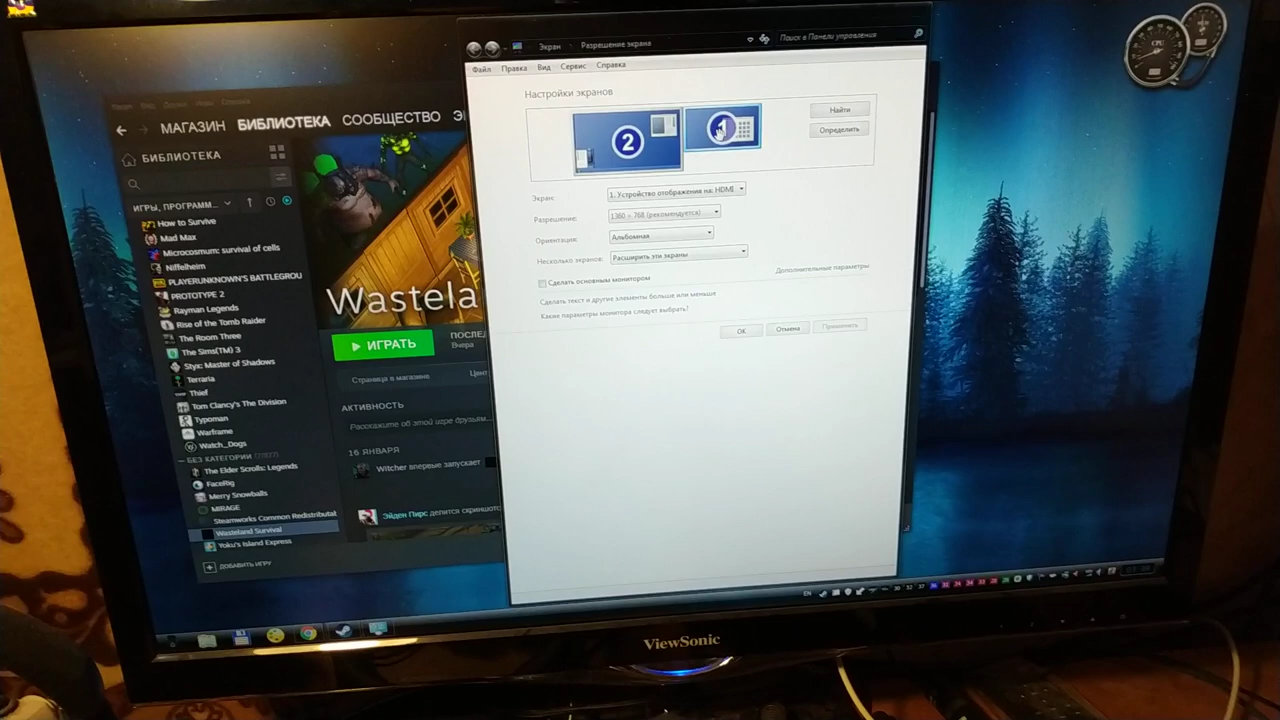 Экран › Разрешение экрана
Поиск в Панели управления
Файл Правка Вид Сервис Справка
Настройки экранов
2
1
Найти
Определить
Экран: 1. Устройство отображения на: HDMI
Разрешение: 1360 × 768 (рекомендуется)
Ориентация: Альбомная
Несколько экранов: Расширить эти экраны
Сделать основным монитором
Дополнительные параметры
Сделать текст и другие элементы больше или меньше
Какие параметры монитора следует выбрать?
ОК Отмена Применить
МАГАЗИН БИБЛИОТЕКА СООБЩЕСТВО
БИБЛИОТЕКА
ИГРЫ, ПРОГРАММ...
How to Survive
Mad Max
Microcosmum: survival of cells
Niffelheim
PLAYERUNKNOWN'S BATTLEGROU
PROTOTYPE 2
Rayman Legends
Rise of the Tomb Raider
The Room Three
The Sims(TM) 3
Styx: Master of Shadows
Terraria
Thief
Tom Clancy's The Division
Typoman
Warframe
Watch_Dogs
БЕЗ КАТЕГОРИИ
The Elder Scrolls: Legends
FaceRig
Merry Snowballs
MIRAGE
Steamworks Common Redistributat
Wasteland Survival
Yoku's Island Express
ДОБАВИТЬ ИГРУ
Wastela
ИГРАТЬ
ПОСЛЕД
Вчера
Страница в магазине
Цент
АКТИВНОСТЬ
Расскажите об этой игре друзьям...
16 ЯНВАРЯ
Witcher впервые запускает
Эйден Пирс делится скриншото
CPU
EN
ViewSonic